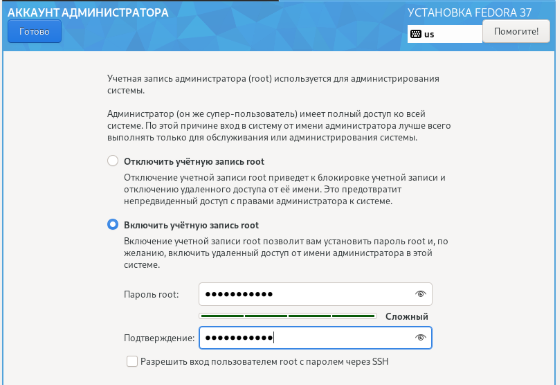 АККАУНТ АДМИНИСТРАТОРА
УСТАНОВКА FEDORA 37
Готово
us
Помогите!
Учетная запись администратора (root) используется для администрирования
системы.
Администратор (он же супер-пользователь) имеет полный доступ ко всей
системе. По этой причине вход в систему от имени администратора лучше всего
выполнять только для обслуживания или администрирования системы.
Отключить учётную запись root
Отключение учетной записи root приведет к блокировке учетной записи и
отключению удаленного доступа от её имени. Это предотвратит
непредвиденный доступ с правами администратора к системе.
Включить учётную запись root
Включение учетной записи root позволит вам установить пароль root и, по
желанию, включить удаленный доступ от имени администратора в этой
системе.
Пароль root: ●●●●●●●●●●●
Сложный
Подтверждение: ●●●●●●●●●●●
Разрешить вход пользователем root с паролем через SSH